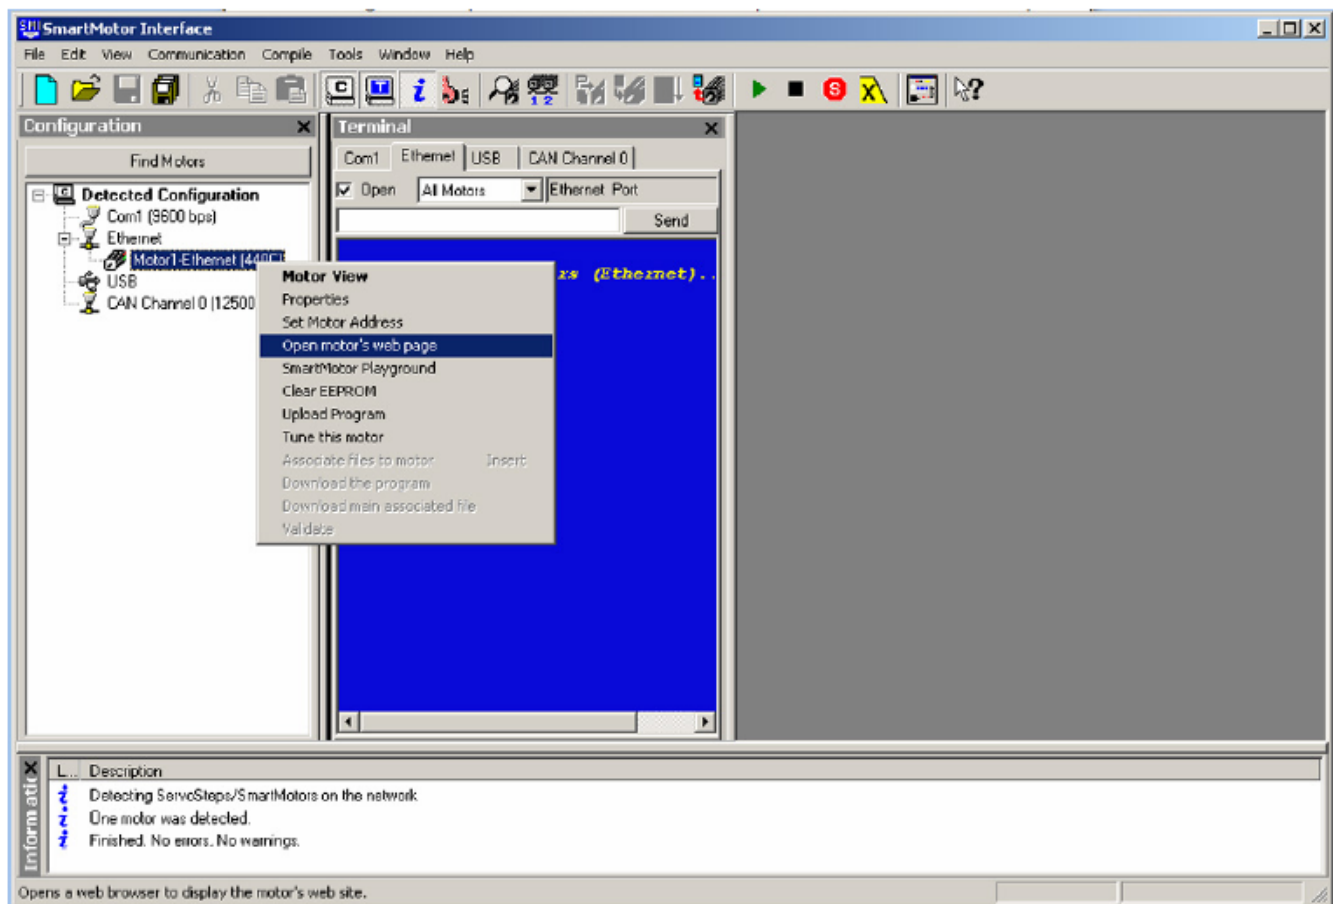 SMI SmartMotor Interface
File Edit View Communication Compile Tools Window Help
Configuration
Find Motors
Detected Configuration
Com1 (9600 bps)
Ethernet
Motor1-Ethernet
USB
CAN Channel 0 (12500
Terminal
Com1 Ethernet USB CAN Channel 0
Open All Motors Ethernet Port
Send
rs (Ethernet)..
Motor View
Properties
Set Motor Address
Open motor's web page
SmartMotor Playground
Clear EEPROM
Upload Program
Tune this motor
Associate files to motor Insert
Download the program
Download main associated file
Validate
Information
L... Description
Detecting ServoSteps/SmartMotors on the network
One motor was detected.
Finished. No errors. No warnings.
Opens a web browser to display the motor's web site.